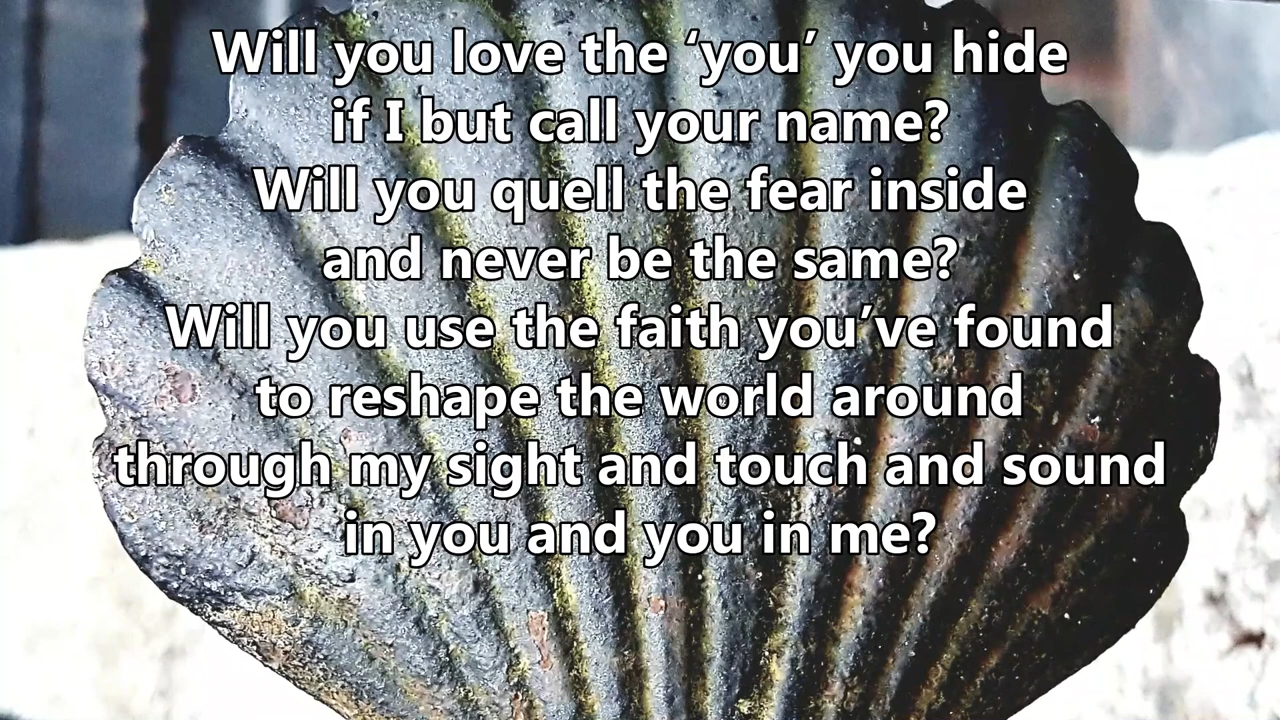 Will you love the ‘you’ you hide
if I but call your name?
Will you quell the fear inside
and never be the same?
Will you use the faith you’ve found
to reshape the world around
through my sight and touch and sound
in you and you in me?